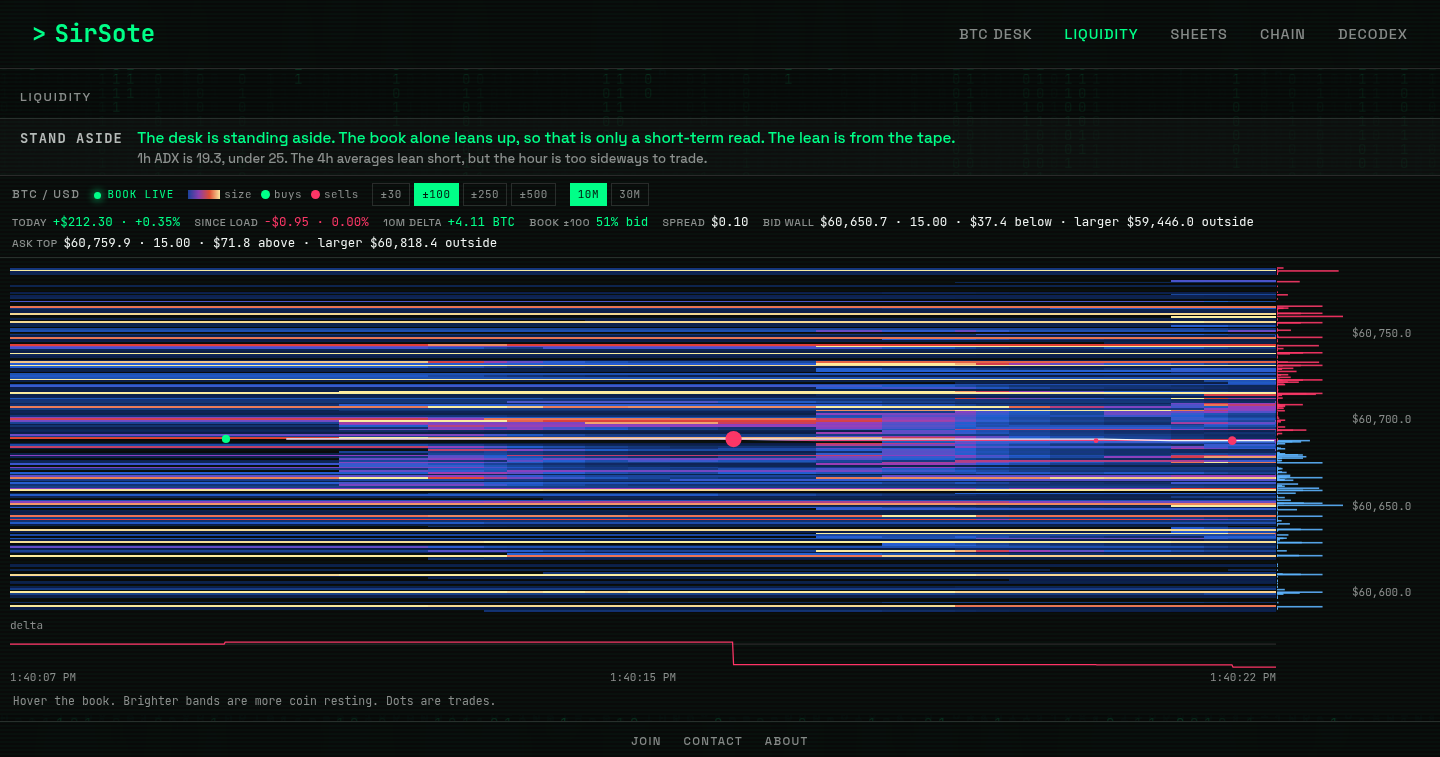 > SirSote
BTC DESK LIQUIDITY SHEETS CHAIN DECODEX
LIQUIDITY
STAND ASIDE The desk is standing aside. The book alone leans up, so that is only a short-term read. The lean is from the tape.
1h ADX is 19.3, under 25. The 4h averages lean short, but the hour is too sideways to trade.
BTC / USD BOOK LIVE size buys sells ±30 ±100 ±250 ±500 10M 30M
TODAY +$212.30 · +0.35% SINCE LOAD -$0.95 · 0.00% 10M DELTA +4.11 BTC BOOK ±100 51% bid SPREAD $0.10 BID WALL $60,650.7 · 15.00 · $37.4 below · larger $59,446.0 outside
ASK TOP $60,759.9 · 15.00 · $71.8 above · larger $60,818.4 outside
$60,750.0
$60,700.0
$60,650.0
$60,600.0
delta
1:40:07 PM 1:40:15 PM 1:40:22 PM
Hover the book. Brighter bands are more coin resting. Dots are trades.
JOIN CONTACT ABOUT